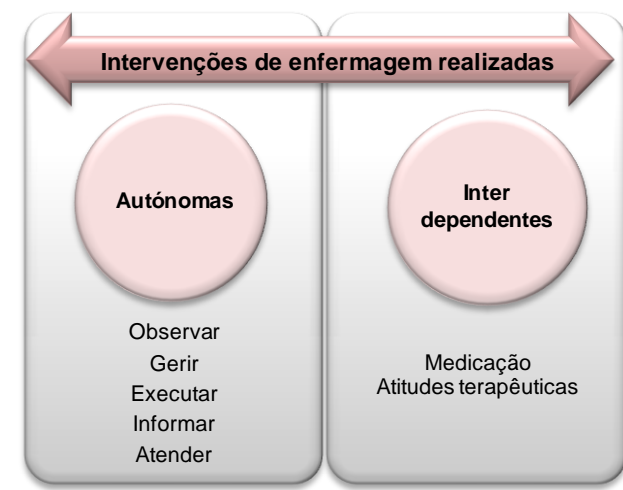 Intervenções de enfermagem realizadas
Autónomas
Observar
Gerir
Executar
Informar
Atender
Inter
dependentes
Medicação
Atitudes terapêuticas